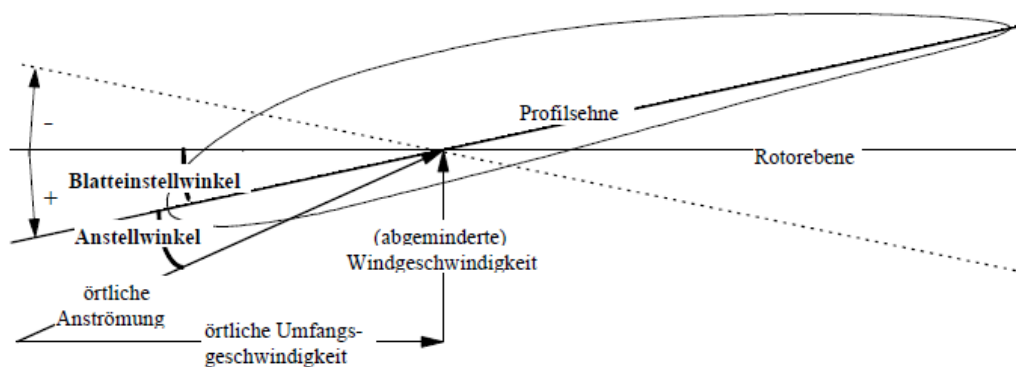 Profilsehne
-
Rotorebene
Blatteinstellwinkel
+
Anstellwinkel
(abgeminderte)
Windgeschwindigkeit
örtliche
Anströmung
örtliche Umfangs-
geschwindigkeit